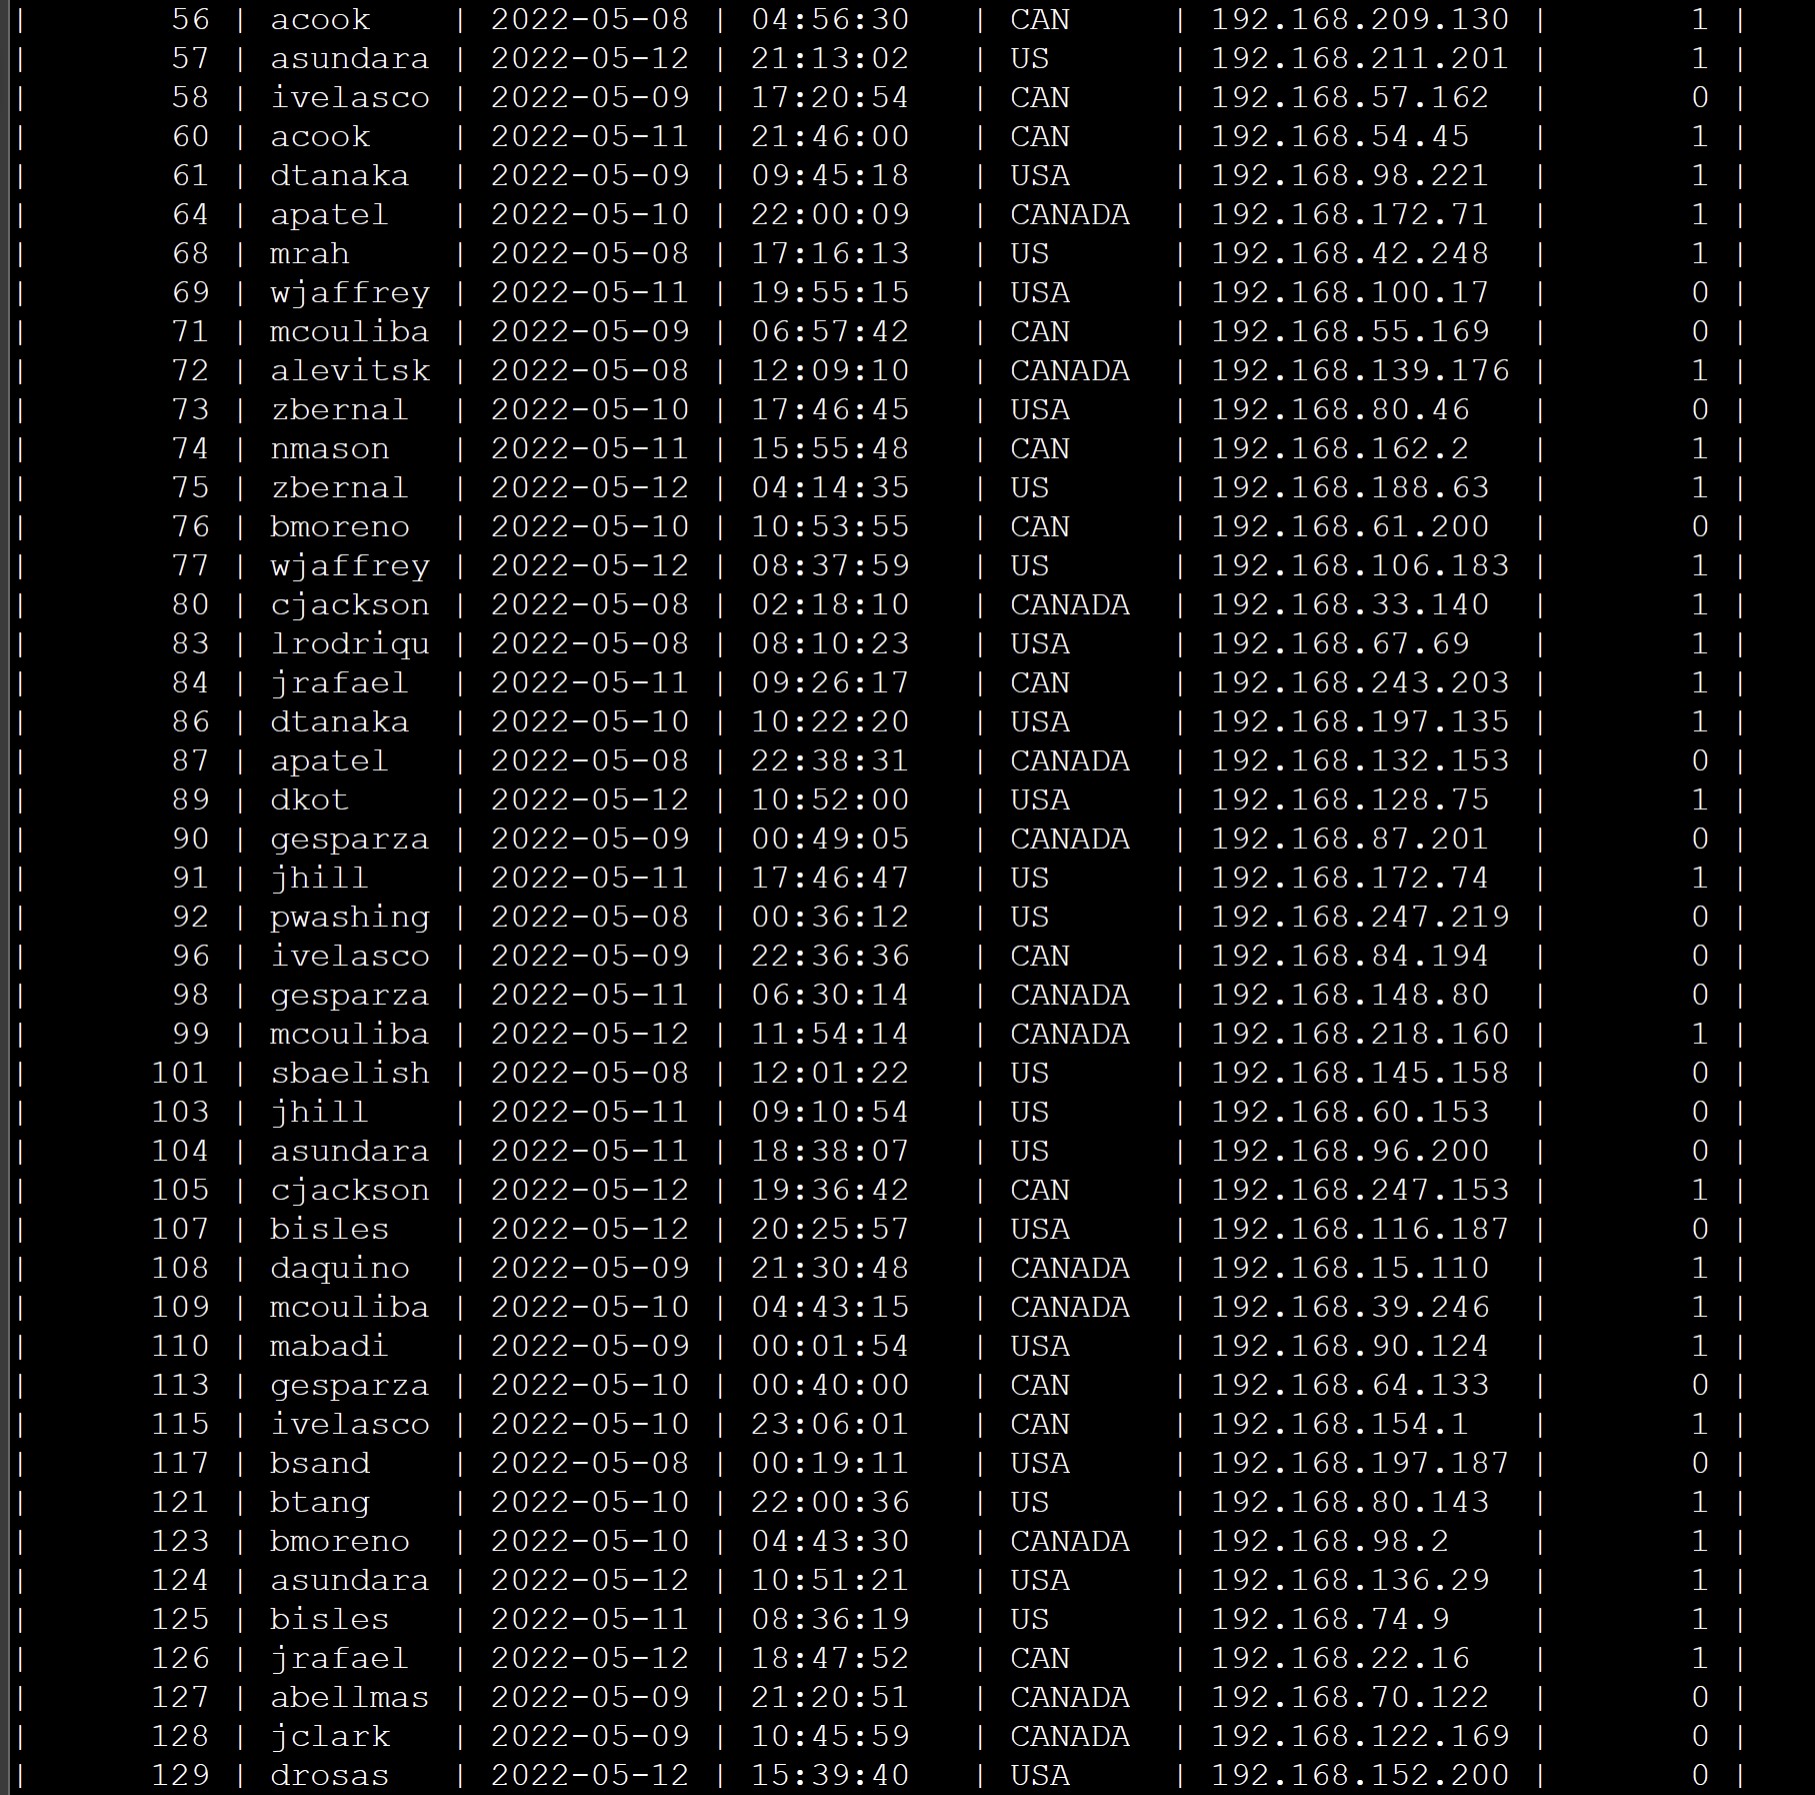 |       56 | acook    | 2022-05-08 | 04:56:30   | CAN     | 192.168.209.130 |       1 |
|       57 | asundara | 2022-05-12 | 21:13:02   | US      | 192.168.211.201 |       1 |
|       58 | ivelasco | 2022-05-09 | 17:20:54   | CAN     | 192.168.57.162  |       0 |
|       60 | acook    | 2022-05-11 | 21:46:00   | CAN     | 192.168.54.45   |       1 |
|       61 | dtanaka  | 2022-05-09 | 09:45:18   | USA     | 192.168.98.221  |       1 |
|       64 | apatel   | 2022-05-10 | 22:00:09   | CANADA  | 192.168.172.71  |       1 |
|       68 | mrah     | 2022-05-08 | 17:16:13   | US      | 192.168.42.248  |       1 |
|       69 | wjaffrey | 2022-05-11 | 19:55:15   | USA     | 192.168.100.17  |       0 |
|       71 | mcouliba | 2022-05-09 | 06:57:42   | CAN     | 192.168.55.169  |       0 |
|       72 | alevitsk | 2022-05-08 | 12:09:10   | CANADA  | 192.168.139.176 |       1 |
|       73 | zbernal  | 2022-05-10 | 17:46:45   | USA     | 192.168.80.46   |       0 |
|       74 | nmason   | 2022-05-11 | 15:55:48   | CAN     | 192.168.162.2   |       1 |
|       75 | zbernal  | 2022-05-12 | 04:14:35   | US      | 192.168.188.63  |       1 |
|       76 | bmoreno  | 2022-05-10 | 10:53:55   | CAN     | 192.168.61.200  |       0 |
|       77 | wjaffrey | 2022-05-12 | 08:37:59   | US      | 192.168.106.183 |       1 |
|       80 | cjackson | 2022-05-08 | 02:18:10   | CANADA  | 192.168.33.140  |       1 |
|       83 | lrodriqu | 2022-05-08 | 08:10:23   | USA     | 192.168.67.69   |       1 |
|       84 | jrafael  | 2022-05-11 | 09:26:17   | CAN     | 192.168.243.203 |       1 |
|       86 | dtanaka  | 2022-05-10 | 10:22:20   | USA     | 192.168.197.135 |       1 |
|       87 | apatel   | 2022-05-08 | 22:38:31   | CANADA  | 192.168.132.153 |       0 |
|       89 | dkot     | 2022-05-12 | 10:52:00   | USA     | 192.168.128.75  |       1 |
|       90 | gesparza | 2022-05-09 | 00:49:05   | CANADA  | 192.168.87.201  |       0 |
|       91 | jhill    | 2022-05-11 | 17:46:47   | US      | 192.168.172.74  |       1 |
|       92 | pwashing | 2022-05-08 | 00:36:12   | US      | 192.168.247.219 |       0 |
|       96 | ivelasco | 2022-05-09 | 22:36:36   | CAN     | 192.168.84.194  |       0 |
|       98 | gesparza | 2022-05-11 | 06:30:14   | CANADA  | 192.168.148.80  |       0 |
|       99 | mcouliba | 2022-05-12 | 11:54:14   | CANADA  | 192.168.218.160 |       1 |
|      101 | sbaelish | 2022-05-08 | 12:01:22   | US      | 192.168.145.158 |       0 |
|      103 | jhill    | 2022-05-11 | 09:10:54   | US      | 192.168.60.153  |       0 |
|      104 | asundara | 2022-05-11 | 18:38:07   | US      | 192.168.96.200  |       0 |
|      105 | cjackson | 2022-05-12 | 19:36:42   | CAN     | 192.168.247.153 |       1 |
|      107 | bisles   | 2022-05-12 | 20:25:57   | USA     | 192.168.116.187 |       0 |
|      108 | daquino  | 2022-05-09 | 21:30:48   | CANADA  | 192.168.15.110  |       1 |
|      109 | mcouliba | 2022-05-10 | 04:43:15   | CANADA  | 192.168.39.246  |       1 |
|      110 | mabadi   | 2022-05-09 | 00:01:54   | USA     | 192.168.90.124  |       1 |
|      113 | gesparza | 2022-05-10 | 00:40:00   | CAN     | 192.168.64.133  |       0 |
|      115 | ivelasco | 2022-05-10 | 23:06:01   | CAN     | 192.168.154.1   |       1 |
|      117 | bsand    | 2022-05-08 | 00:19:11   | USA     | 192.168.197.187 |       0 |
|      121 | btang    | 2022-05-10 | 22:00:36   | US      | 192.168.80.143  |       1 |
|      123 | bmoreno  | 2022-05-10 | 04:43:30   | CANADA  | 192.168.98.2    |       1 |
|      124 | asundara | 2022-05-12 | 10:51:21   | USA     | 192.168.136.29  |       1 |
|      125 | bisles   | 2022-05-11 | 08:36:19   | US      | 192.168.74.9    |       1 |
|      126 | jrafael  | 2022-05-12 | 18:47:52   | CAN     | 192.168.22.16   |       1 |
|      127 | abellmas | 2022-05-09 | 21:20:51   | CANADA  | 192.168.70.122  |       0 |
|      128 | jclark   | 2022-05-09 | 10:45:59   | CANADA  | 192.168.122.169 |       0 |
|      129 | drosas   | 2022-05-12 | 15:39:40   | USA     | 192.168.152.200 |       0 |